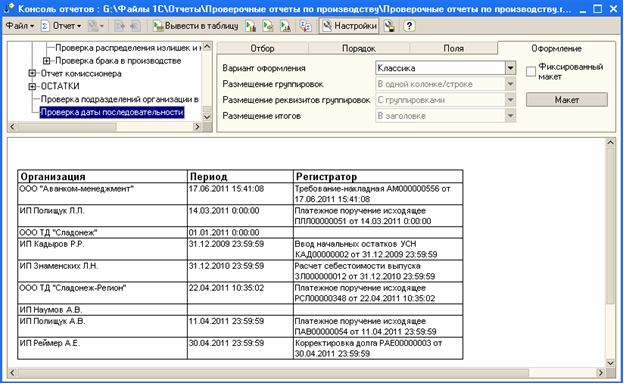 Консоль отчетов : G:\Файлы 1С\Отчеты\Проверочные отчеты по производству\Проверочные отчеты по производству.г...
Файл Отчет Вывести в таблицу Настройки
Проверка распределения излишек и н
Проверка брака в производстве
Отчет комиссионера
ОСТАТКИ
Проверка подразделений организации в
Проверка даты последовательности
Отбор Порядок Поля Оформление
Вариант оформления Классика Фиксированный макет
Размещение группировок В одной колонке/строке
Размещение реквизитов группировок С группировками Макет
Размещение итогов В заголовке
Организация Период Регистратор
ООО "Аванком-менеджмент" 17.06.2011 15:41:08 Требование-накладная АМ000000556 от
17.06.2011 15:41:08
ИП Полищук Л.Л. 14.03.2011 0:00:00 Платежное поручение исходящее
ПЛЛ00000051 от 14.03.2011 0:00:00
ООО ТД "Сладонеж" 01.01.2011 0:00:00
ИП Кадыров Р.Р. 31.12.2009 23:59:59 Ввод начальных остатков УСН
КАД00000002 от 31.12.2009 23:59:59
ИП Знаменских Л.Н. 31.12.2010 23:59:59 Расчет себестоимости выпуска
ЗЛ000000012 от 31.12.2010 23:59:59
ООО ТД "Сладонеж-Регион" 22.04.2011 10:35:02 Платежное поручение исходящее
РСЛ00000348 от 22.04.2011 10:35:02
ИП Наумов А.В.
ИП Полищук А.В. 11.04.2011 23:59:59 Платежное поручение исходящее
ПАВ00000054 от 11.04.2011 23:59:59
ИП Реймер А.Е. 30.04.2011 23:59:59 Корректировка долга РАЕ00000003 от
30.04.2011 23:59:59